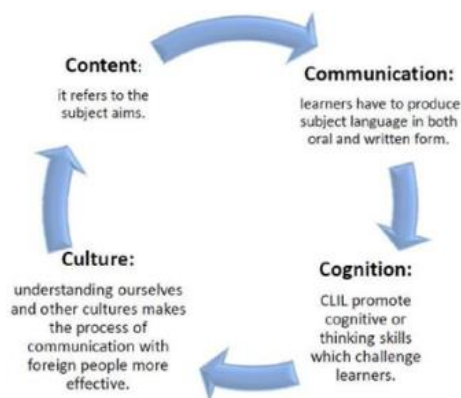 Content:
it refers to the
subject aims.
Communication:
learners have to produce
subject language in both
oral and written form.
Cognition:
CLIL promote
cognitive or
thinking skills
which challenge
learners.
Culture:
understanding ourselves
and other cultures makes
the process of
communication with
foreign people more
effective.